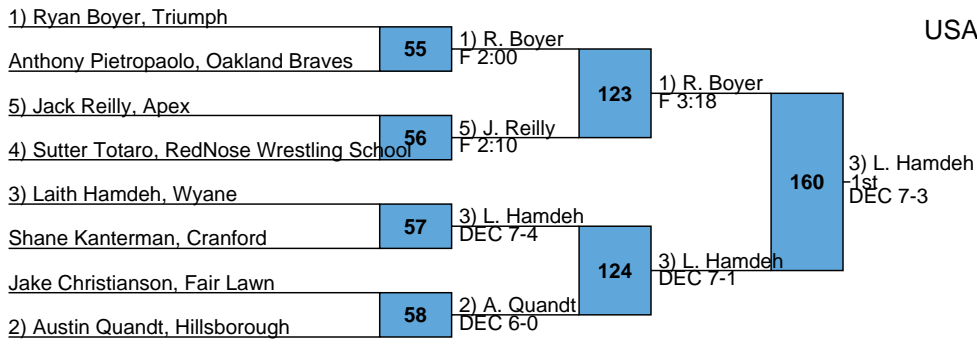 1) Ryan Boyer, Triumph
Anthony Pietropaolo, Oakland Braves
5) Jack Reilly, Apex
4) Sutter Totaro, RedNose Wrestling School
3) Laith Hamdeh, Wyane
Shane Kanterman, Cranford
Jake Christianson, Fair Lawn
2) Austin Quandt, Hillsborough
55
56
57
58
1) R. Boyer
F 2:00
5) J. Reilly
F 2:10
3) L. Hamdeh
DEC 7-4
2) A. Quandt
DEC 6-0
123
124
1) R. Boyer
F 3:18
3) L. Hamdeh
DEC 7-1
160
3) L. Hamdeh
1st
DEC 7-3
USA